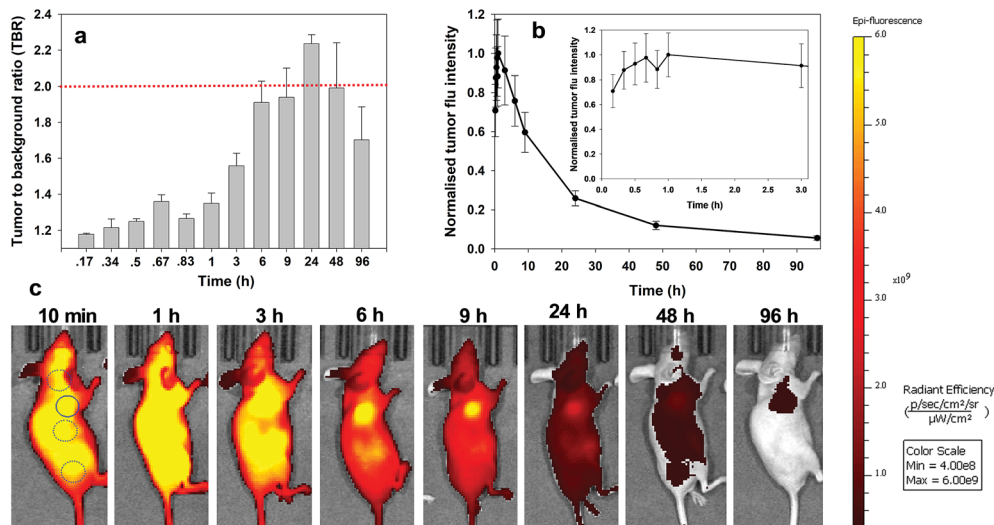 a
Tumor to background ratio (TBR)
2.4
2.2
2.0
1.8
1.6
1.4
1.2
.17 .34 .5 .67 .83 1 3 6 9 24 48 96
Time (h)
b
Normalised tumor flu intensity
1.2
1.0
0.8
0.6
0.4
0.2
0.0
0 10 20 30 40 50 60 70 80 90
Time (h)
Normalised tumor flu intensity
1.2
1.0
0.8
0.6
0.4
0.2
0.0
0.0 0.5 1.0 1.5 2.0 2.5 3.0
Time (h)
c
10 min 1 h 3 h 6 h 9 h 24 h 48 h 96 h
Epi-fluorescence
6.0
5.0
4.0
3.0
x10⁹
2.0
1.0
Radiant Efficiency
(p/sec/cm²/sr
μW/cm²)
Color Scale
Min = 4.00e8
Max = 6.00e9